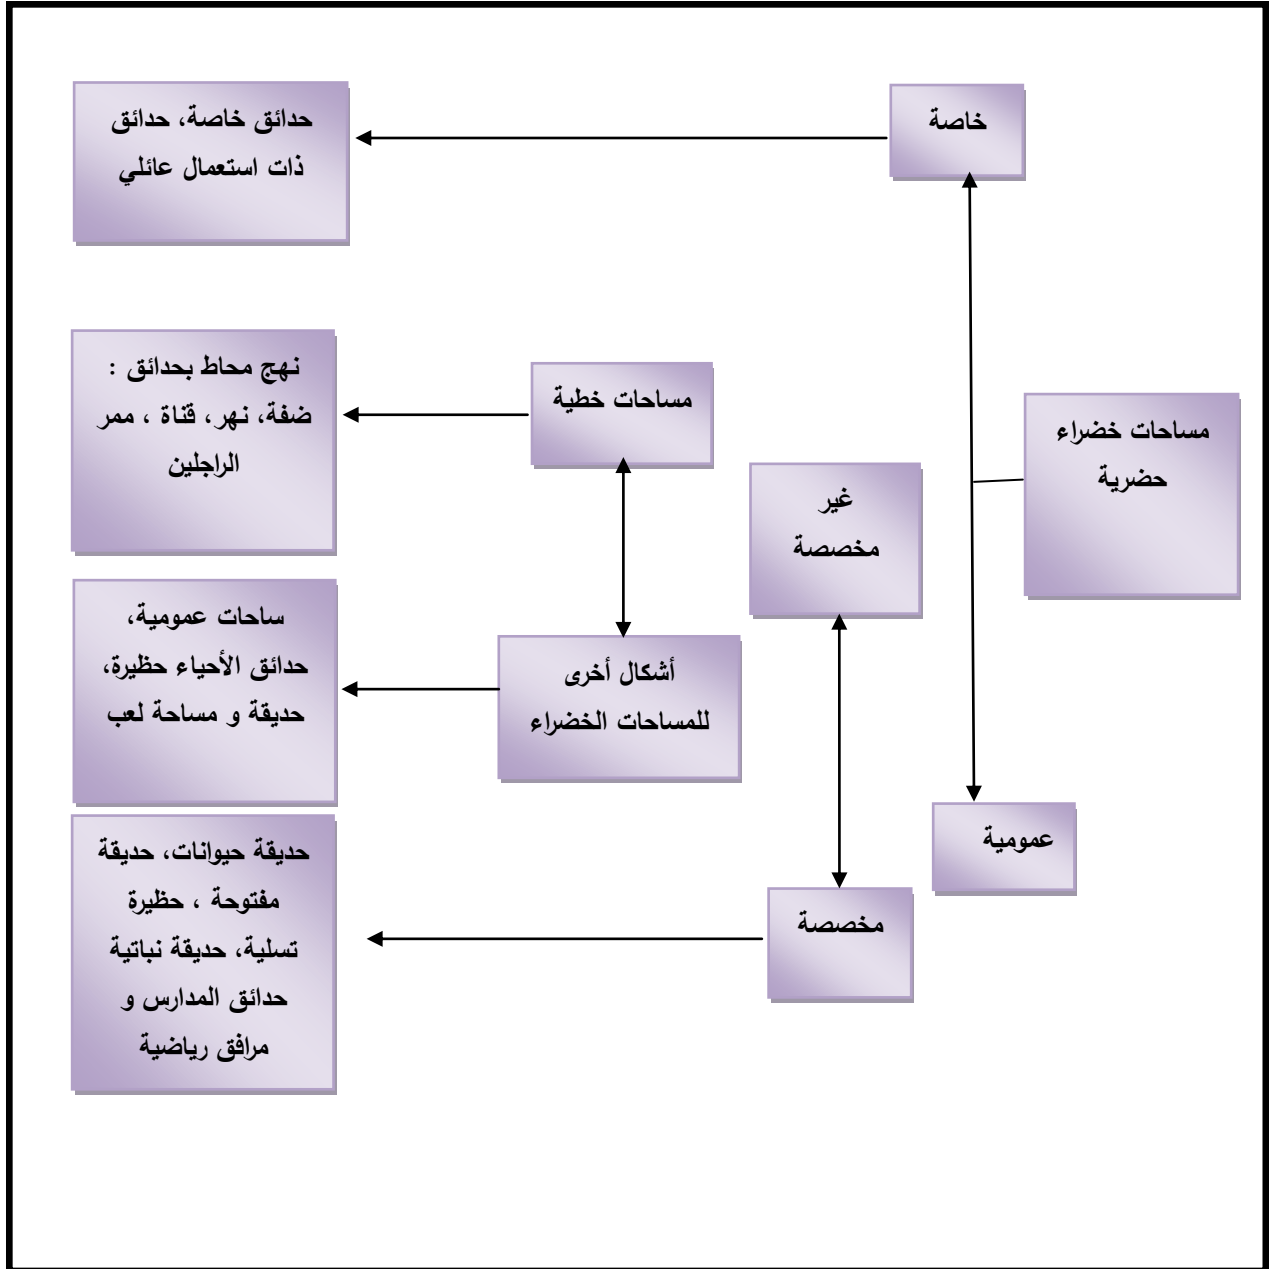 خاصة
حدائق خاصة، حدائق
ذات استعمال عائلي
مساحات خضراء
حضرية
مساحات خطية
نهج محاط بحدائق :
ضفة، نهر، قناة ، ممر
الراجلين
غير
مخصصة
أشكال أخرى
للمساحات الخضراء
ساحات عمومية،
حدائق الأحياء حظيرة،
حديقة و مساحة لعب
عمومية
مخصصة
حديقة حيوانات، حديقة
مفتوحة ، حظيرة
تسلية، حديقة نباتية
حدائق المدارس و
مرافق رياضية